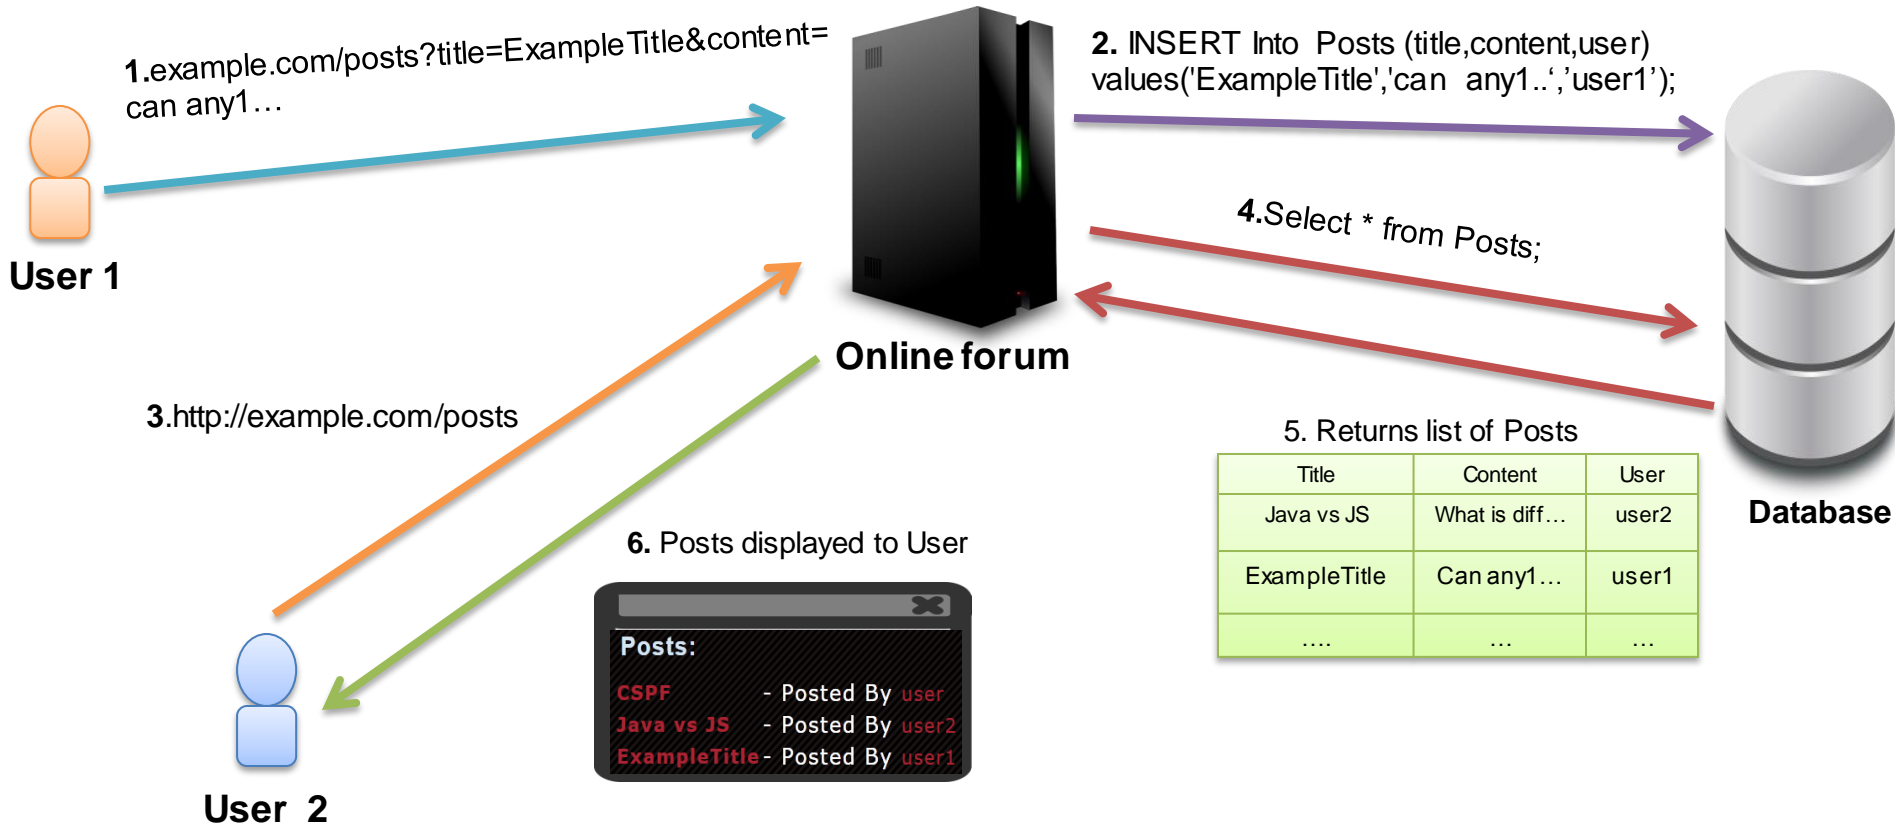 1.example.com/posts?title=ExampleTitle&content=
can any1…
User 1
Online forum
2. INSERT Into Posts (title,content,user)
values('ExampleTitle','can any1..‘,’user1’);
4.Select * from Posts;
Database
3.http://example.com/posts
5. Returns list of Posts
Title Content User
Java vs JS What is diff… user2
ExampleTitle Can any1… user1
…. … …
6. Posts displayed to User
Posts:
CSPF - Posted By user
Java vs JS - Posted By user2
ExampleTitle - Posted By user1
User 2